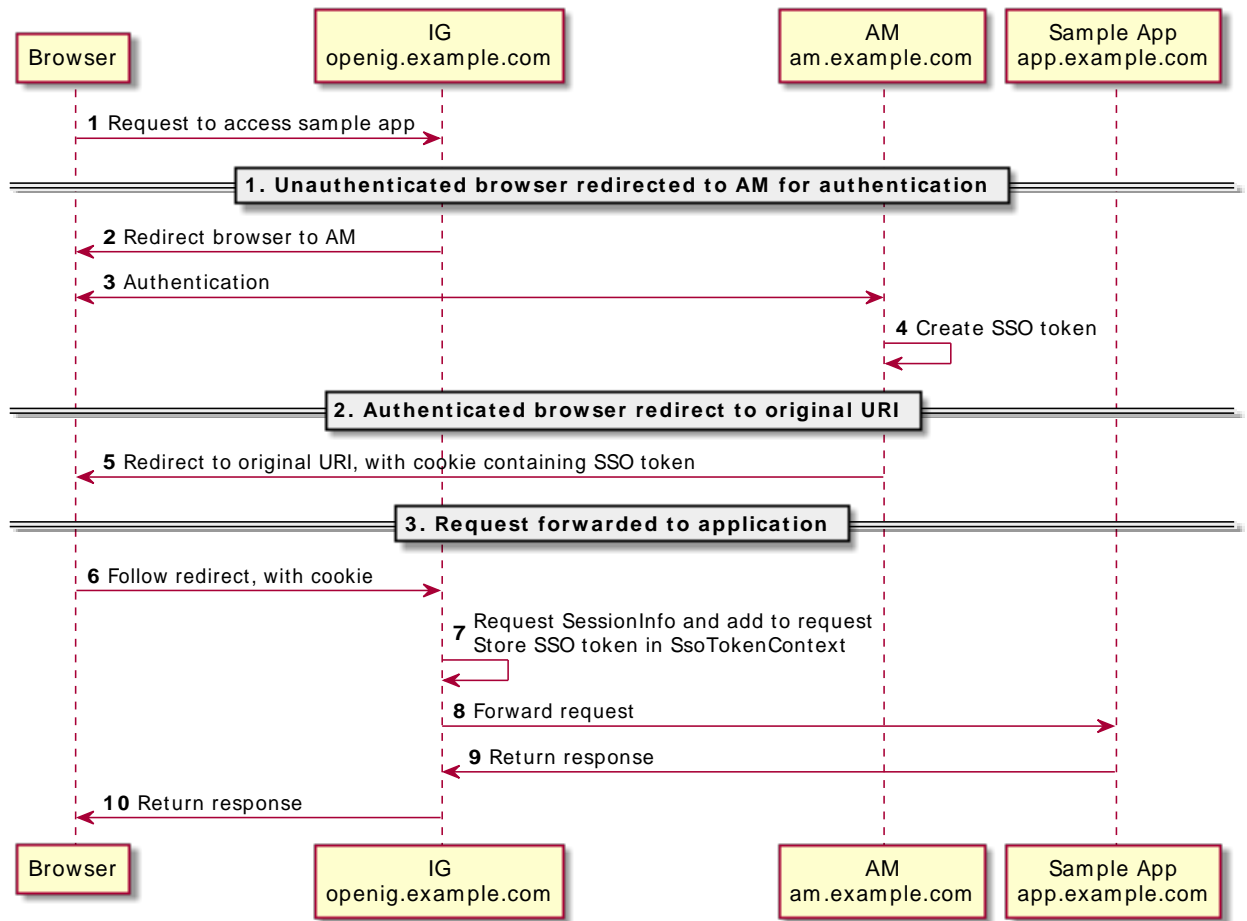 Browser
IG
openig.example.com
AM
am.example.com
Sample App
app.example.com
1 Request to access sample app
1. Unauthenticated browser redirected to AM for authentication
2 Redirect browser to AM
3 Authentication
4 Create SSO token
2. Authenticated browser redirect to original URI
5 Redirect to original URI, with cookie containing SSO token
3. Request forwarded to application
6 Follow redirect, with cookie
7 Request SessionInfo and add to request
Store SSO token in SsoTokenContext
8 Forward request
9 Return response
10 Return response
Browser
IG
openig.example.com
AM
am.example.com
Sample App
app.example.com